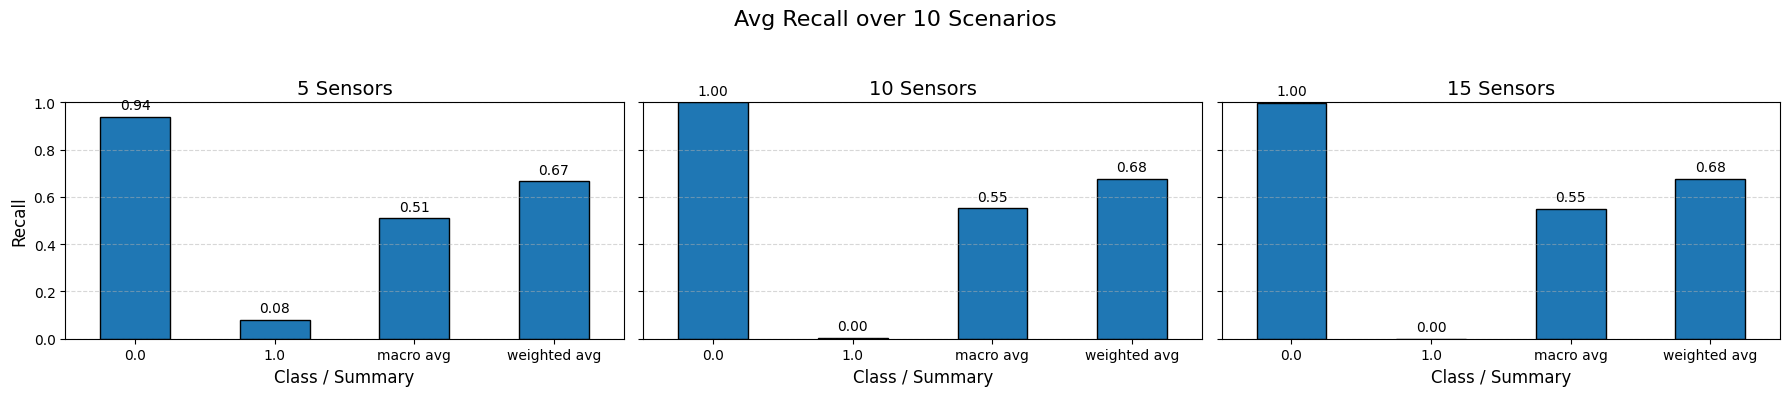 Avg Recall over 10 Scenarios
5 Sensors
Recall
1.0
0.8
0.6
0.4
0.2
0.0
0.94
0.08
0.51
0.67
0.0 1.0 macro avg weighted avg
Class / Summary
10 Sensors
1.00
0.00
0.55
0.68
0.0 1.0 macro avg weighted avg
Class / Summary
15 Sensors
1.00
0.00
0.55
0.68
0.0 1.0 macro avg weighted avg
Class / Summary